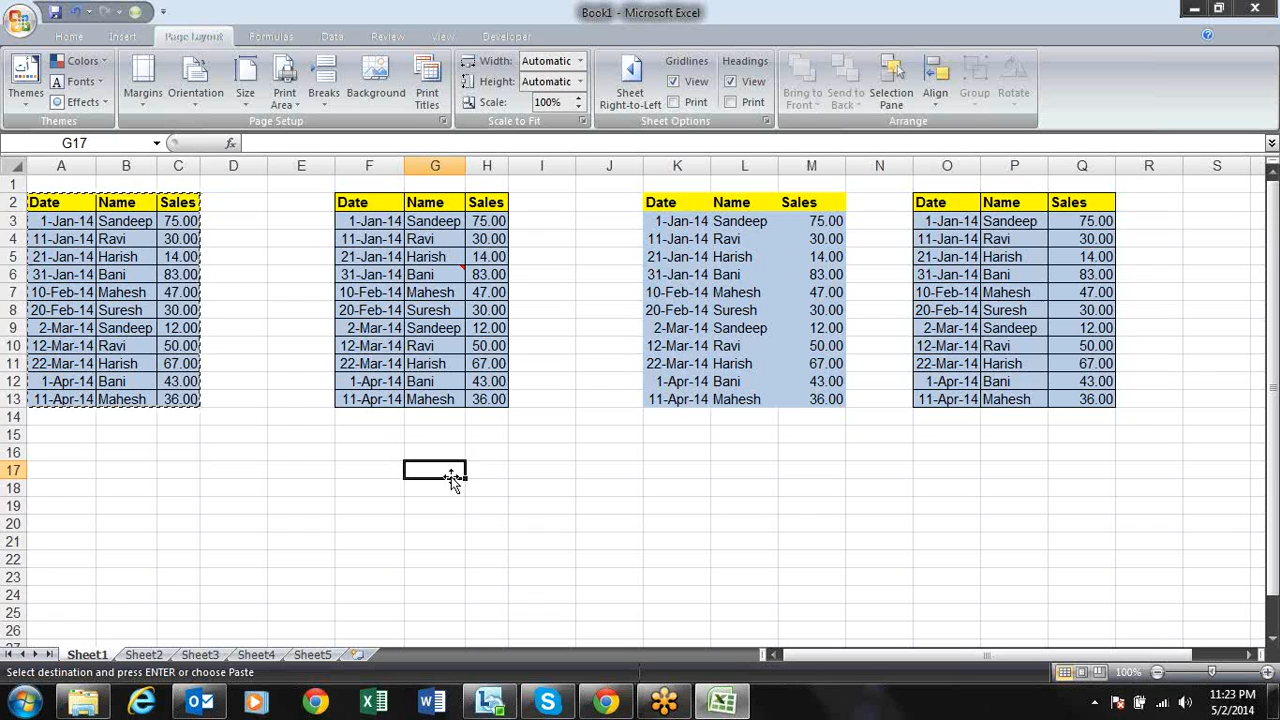 Book1 - Microsoft Excel
Home Insert Page Layout Formulas Data Review View Developer
Themes Colors Fonts Effects Themes
Margins Orientation Size Print Area Breaks Background Print Titles Page Setup
Width: Automatic Height: Automatic Scale: 100% Scale to Fit
Sheet Right-to-Left Gridlines View Print Headings View Print Sheet Options
Bring to Front Send to Back Selection Pane Align Group Rotate Arrange
G17 fx
A B C D E F G H I J K L M N O P Q R S
1
2 Date Name Sales Date Name Sales Date Name Sales Date Name Sales
3 1-Jan-14 Sandeep 75.00 1-Jan-14 Sandeep 75.00 1-Jan-14 Sandeep 75.00 1-Jan-14 Sandeep 75.00
4 11-Jan-14 Ravi 30.00 11-Jan-14 Ravi 30.00 11-Jan-14 Ravi 30.00 11-Jan-14 Ravi 30.00
5 21-Jan-14 Harish 14.00 21-Jan-14 Harish 14.00 21-Jan-14 Harish 14.00 21-Jan-14 Harish 14.00
6 31-Jan-14 Bani 83.00 31-Jan-14 Bani 83.00 31-Jan-14 Bani 83.00 31-Jan-14 Bani 83.00
7 10-Feb-14 Mahesh 47.00 10-Feb-14 Mahesh 47.00 10-Feb-14 Mahesh 47.00 10-Feb-14 Mahesh 47.00
8 20-Feb-14 Suresh 30.00 20-Feb-14 Suresh 30.00 20-Feb-14 Suresh 30.00 20-Feb-14 Suresh 30.00
9 2-Mar-14 Sandeep 12.00 2-Mar-14 Sandeep 12.00 2-Mar-14 Sandeep 12.00 2-Mar-14 Sandeep 12.00
10 12-Mar-14 Ravi 50.00 12-Mar-14 Ravi 50.00 12-Mar-14 Ravi 50.00 12-Mar-14 Ravi 50.00
11 22-Mar-14 Harish 67.00 22-Mar-14 Harish 67.00 22-Mar-14 Harish 67.00 22-Mar-14 Harish 67.00
12 1-Apr-14 Bani 43.00 1-Apr-14 Bani 43.00 1-Apr-14 Bani 43.00 1-Apr-14 Bani 43.00
13 11-Apr-14 Mahesh 36.00 11-Apr-14 Mahesh 36.00 11-Apr-14 Mahesh 36.00 11-Apr-14 Mahesh 36.00
14
15
16
17
18
19
20
21
22
23
24
25
26
Sheet1 Sheet2 Sheet3 Sheet4 Sheet5
Select destination and press ENTER or choose Paste 100%
11:23 PM
5/2/2014